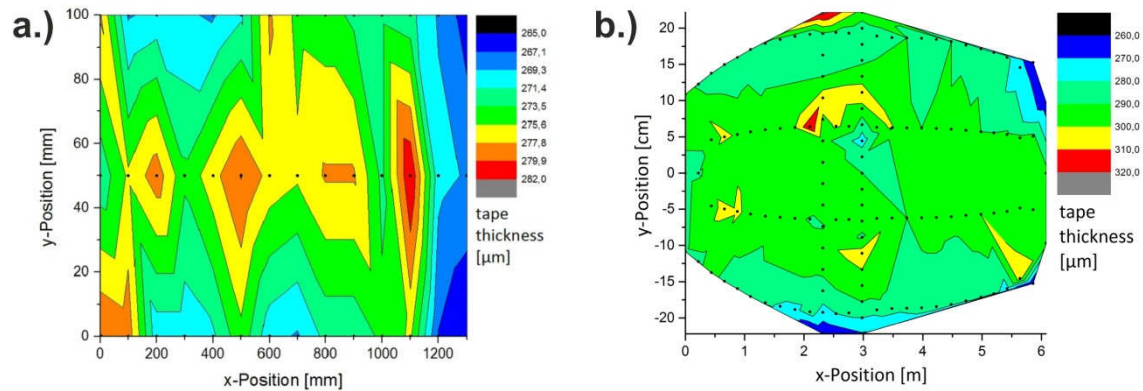 a.)
y-Position [mm]
100
80
60
40
20
0
0 200 400 600 800 1000 1200
x-Position [mm]
265,0
267,1
269,3
271,4
273,5
275,6
277,8
279,9
282,0
tape
thickness
[µm]
b.)
y-Position [cm]
20
15
10
5
0
-5
-10
-15
-20
0 1 2 3 4 5 6
x-Position [m]
260,0
270,0
280,0
290,0
300,0
310,0
320,0
tape
thickness
[µm]